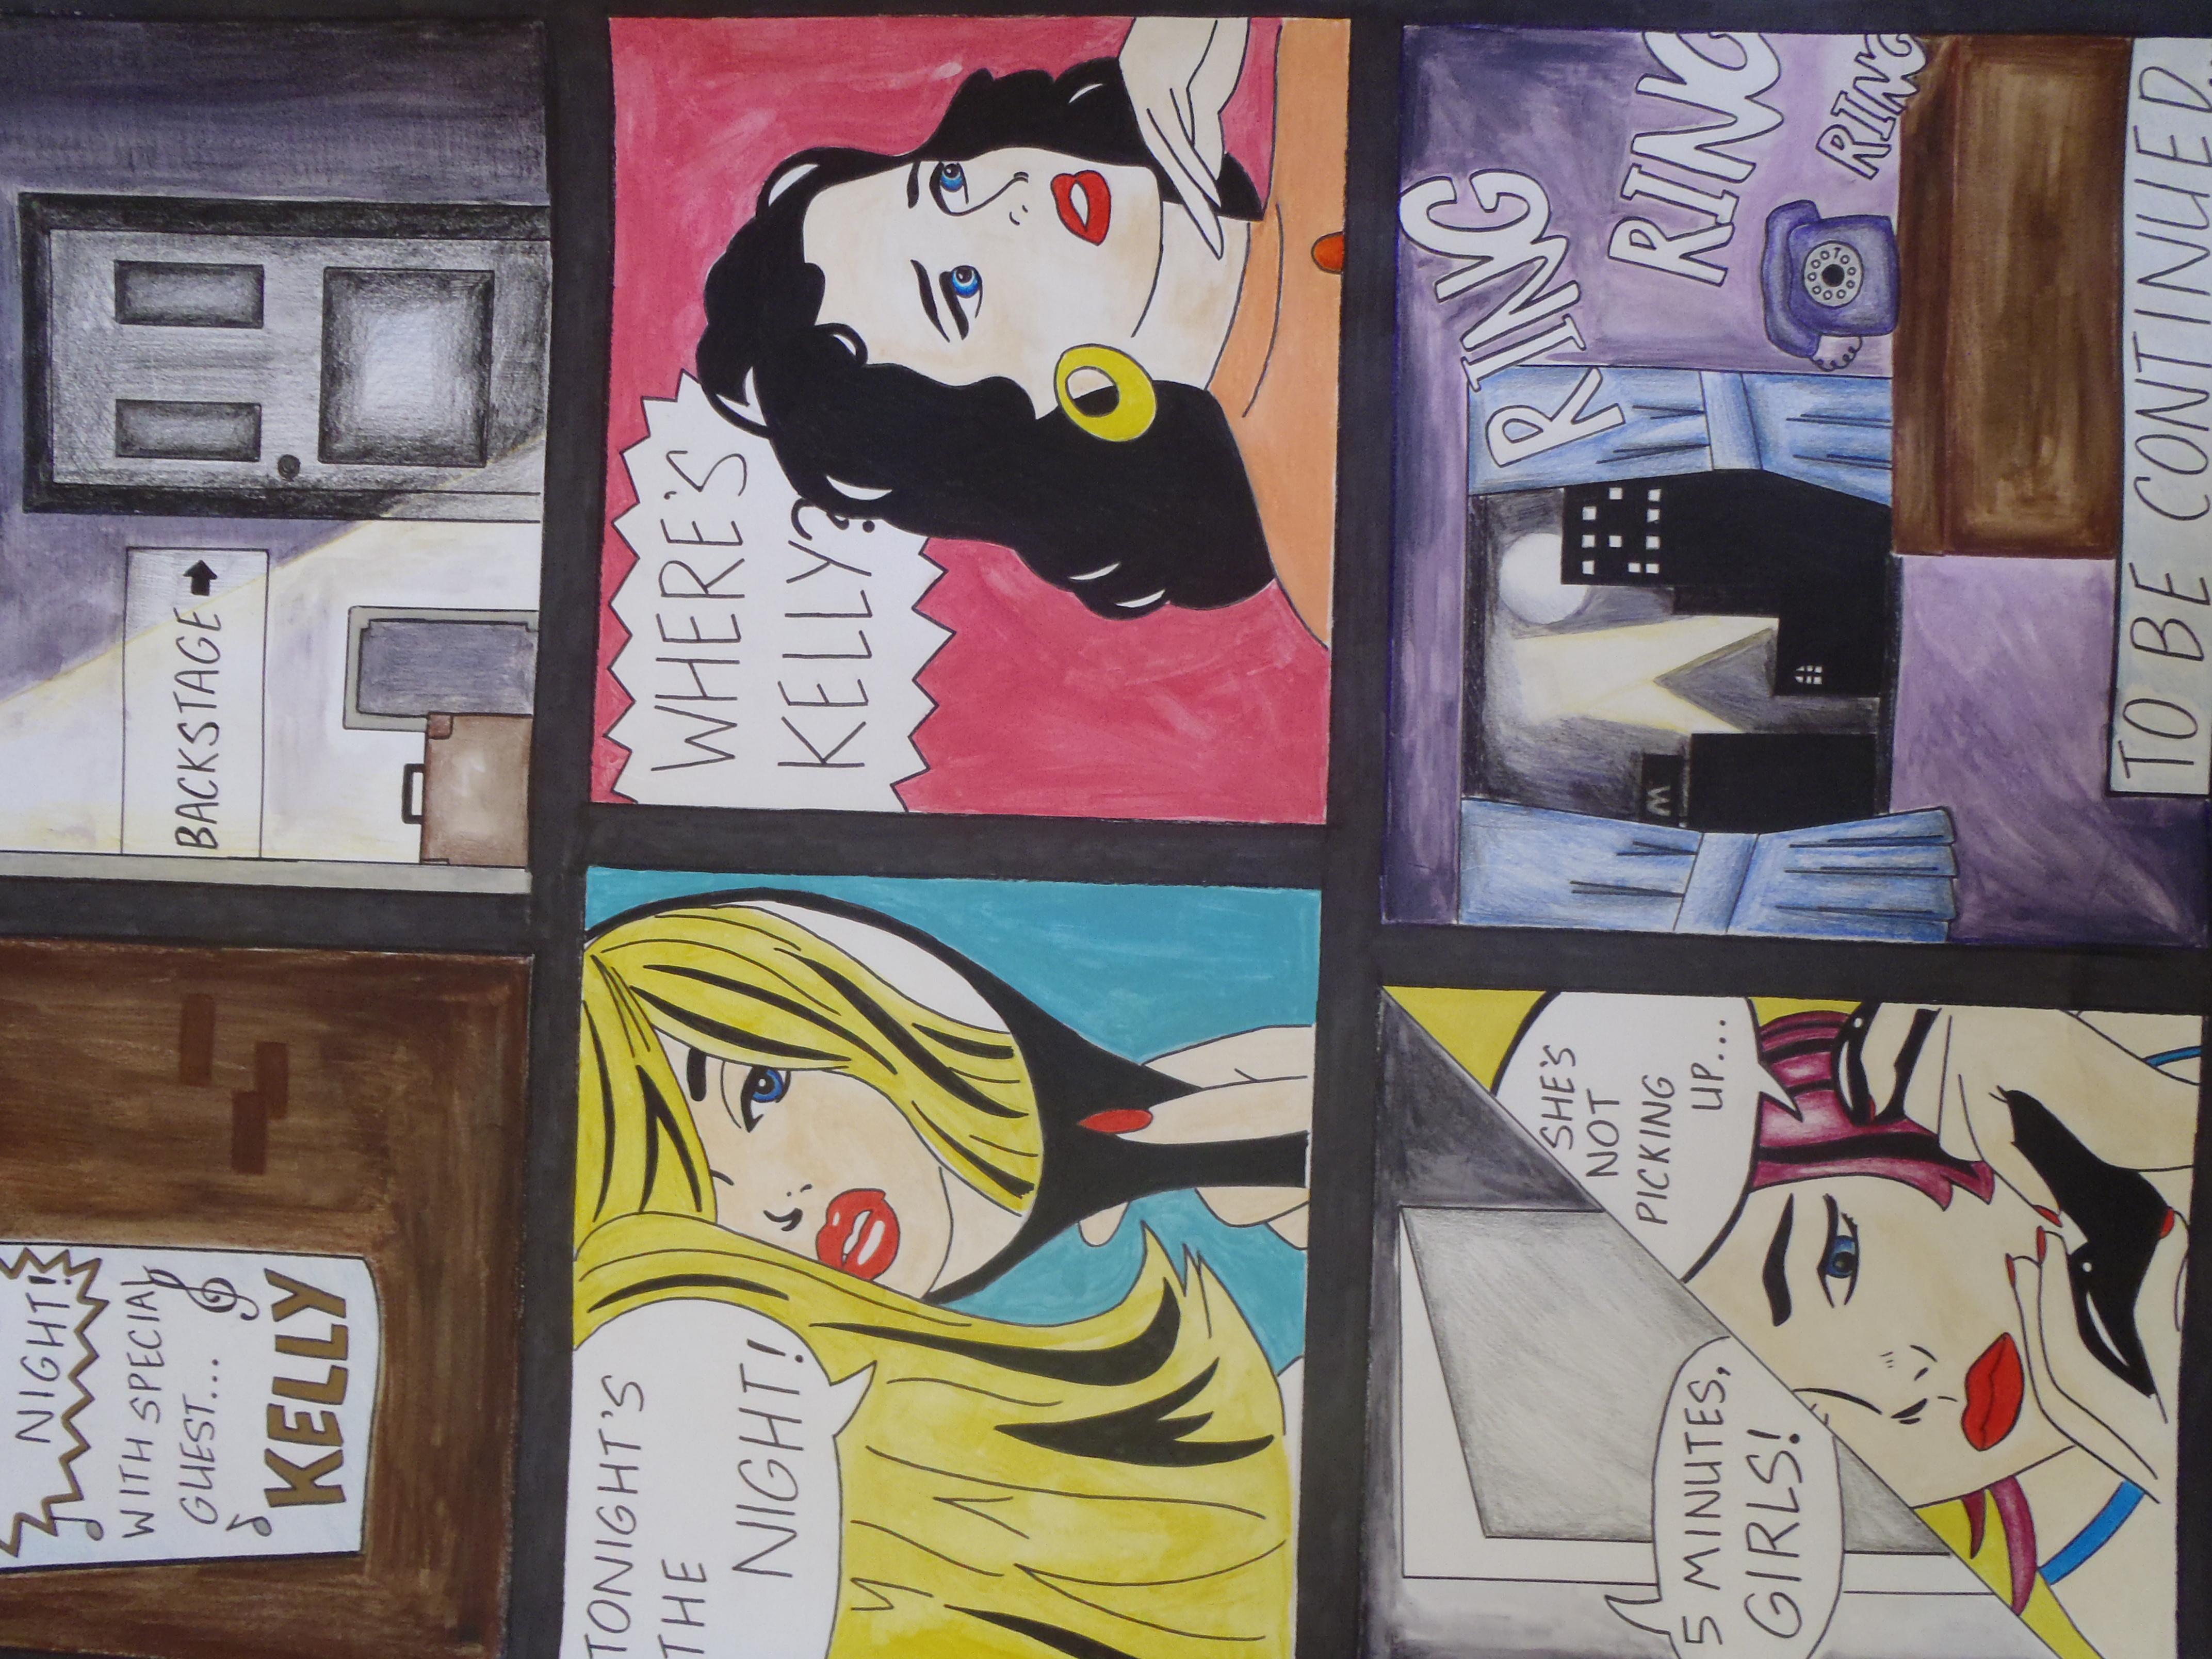 NIGHT!
WITH SPECIAL
GUEST...
KELLY
BACKSTAGE
TONIGHT'S
THE
NIGHT!
WHERE'S
KELLY?
SHE'S
NOT
PICKING
UP...
5 MINUTES,
GIRLS!
RING
RING
RING
TO BE CONTINUED...